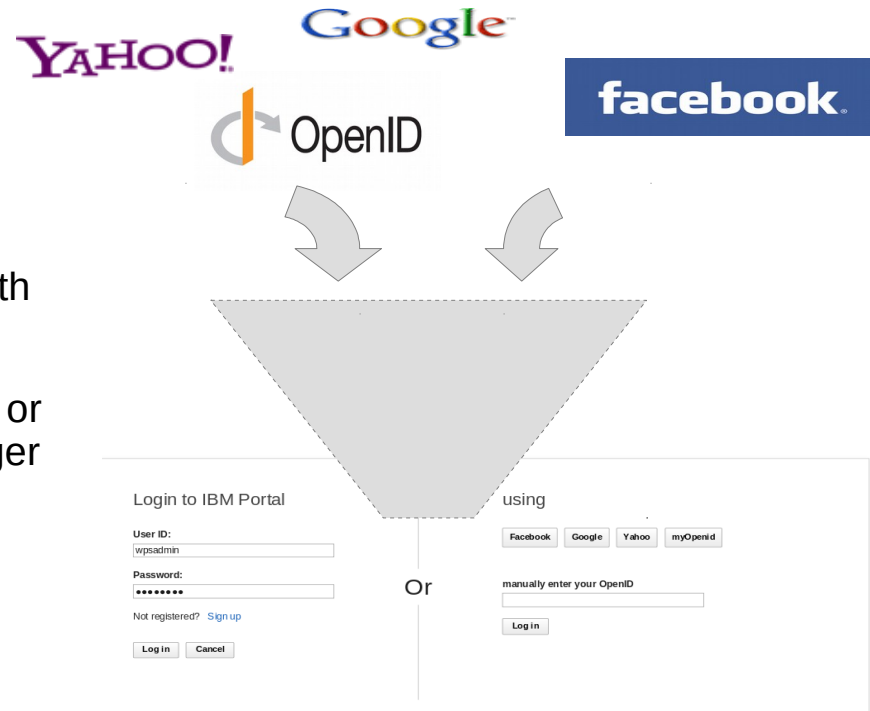 Google
YAHOO!
facebook
OpenID
th
or
ger
Login to IBM Portal
using
User ID:
wpsadmin
Facebook Google Yahoo myOpenid
Password:
Or
manually enter your OpenID
Not registered? Sign up
Log in
Log in Cancel